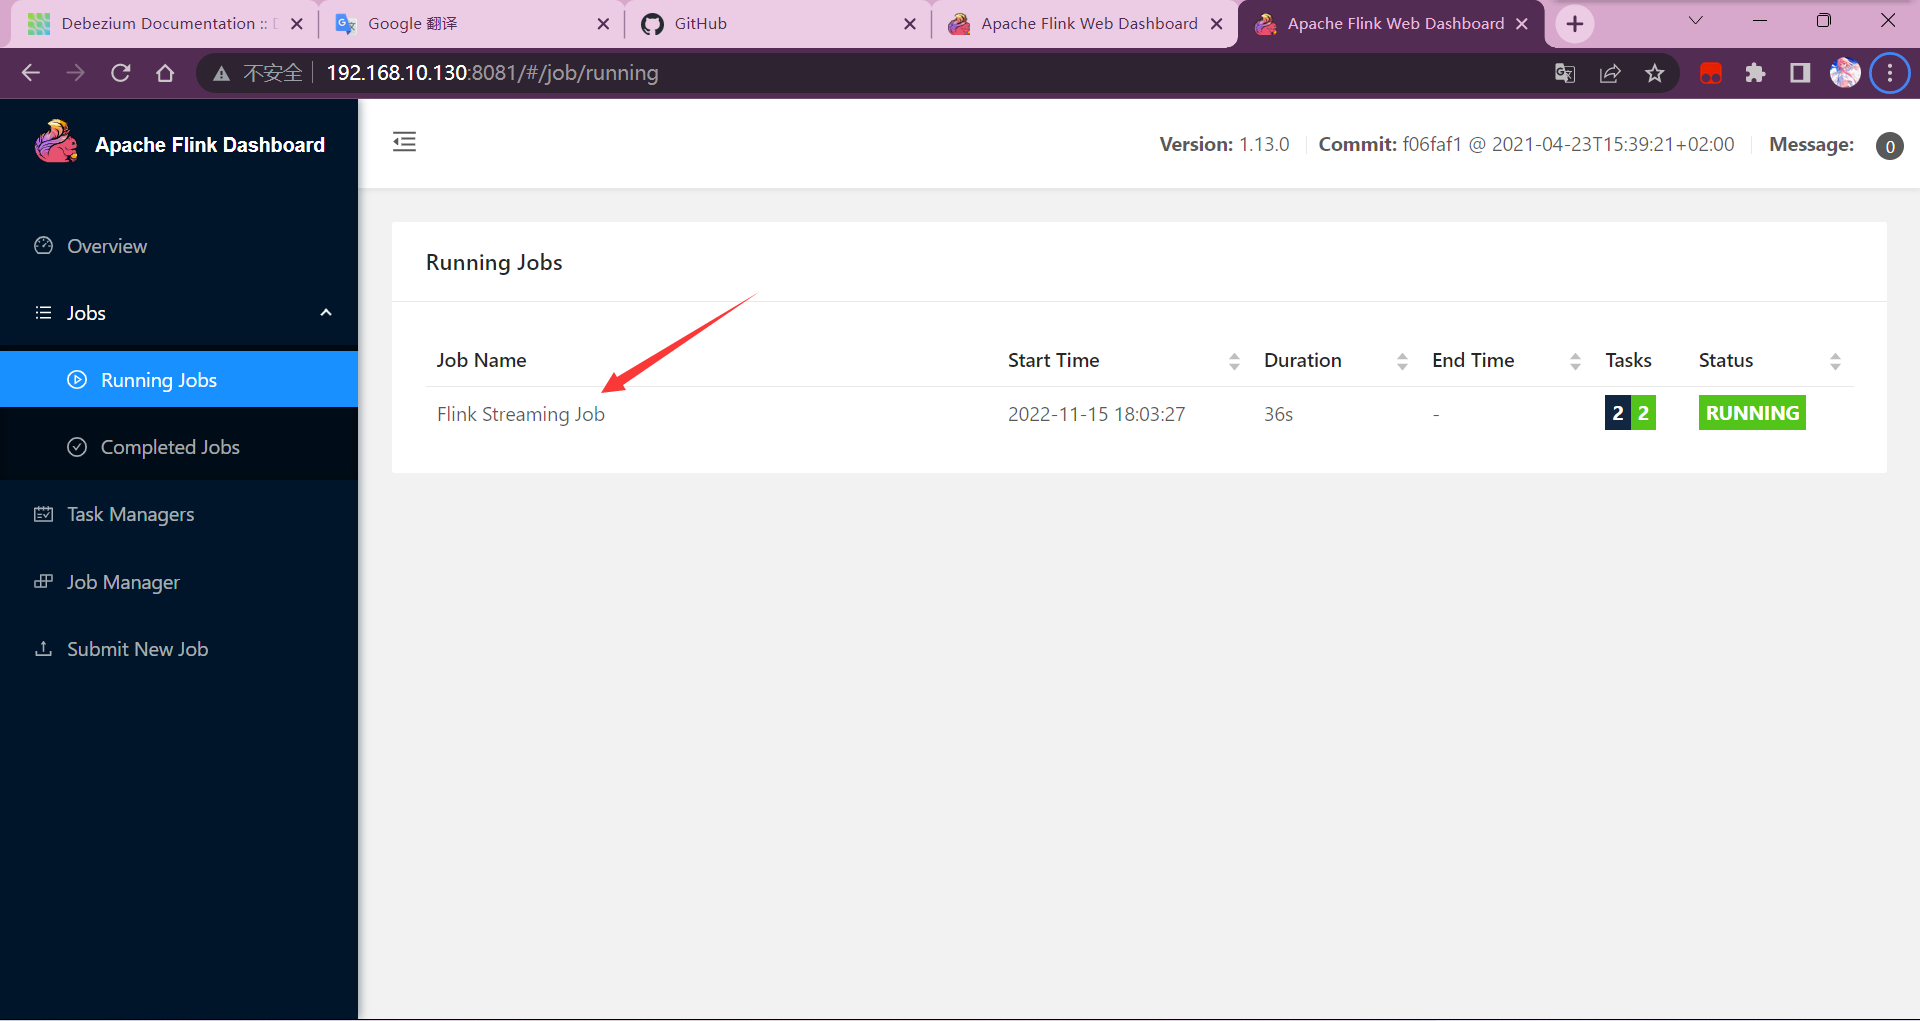 Debezium Documentation ::
Google 翻译
GitHub
Apache Flink Web Dashboard
Apache Flink Web Dashboard
不安全
192.168.10.130:8081/#/job/running
Apache Flink Dashboard
Version: 1.13.0
Commit: f06faf1 @ 2021-04-23T15:39:21+02:00
Message: 0
Overview
Jobs
Running Jobs
Completed Jobs
Task Managers
Job Manager
Submit New Job
Running Jobs
Job Name Start Time Duration End Time Tasks Status
Flink Streaming Job 2022-11-15 18:03:27 36s - 2 2 RUNNING